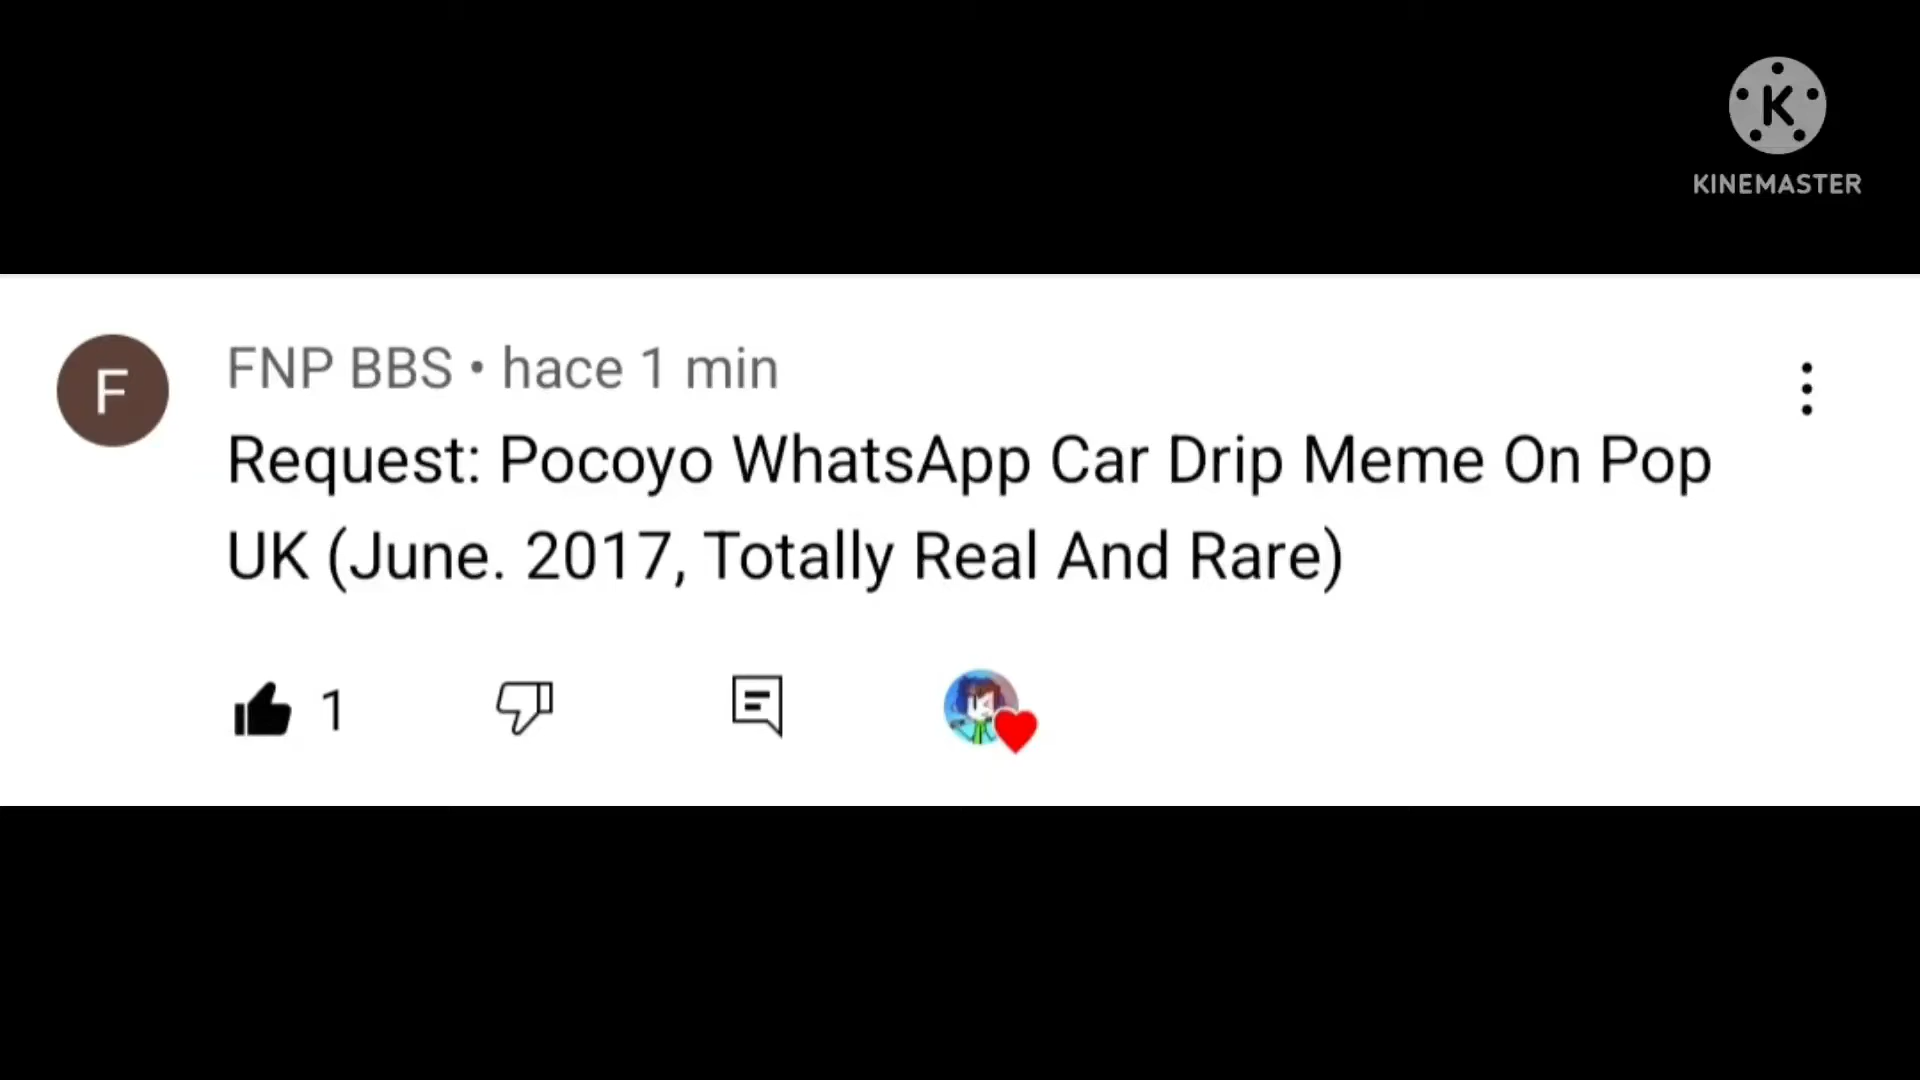 K
KINEMASTER
F
FNP BBS • hace 1 min
Request: Pocoyo WhatsApp Car Drip Meme On Pop
UK (June. 2017, Totally Real And Rare)
1